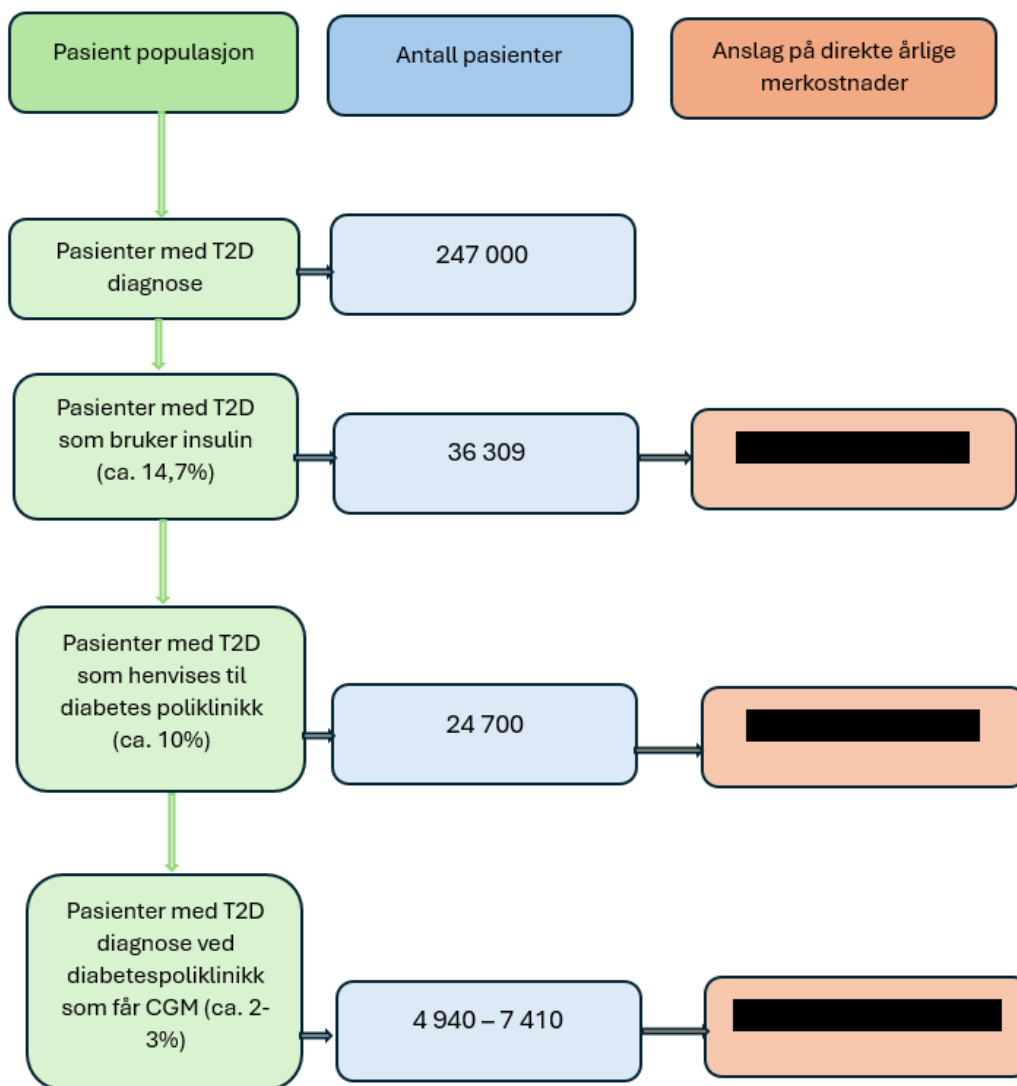 Pasient populasjon
Antall pasienter
Anslag på direkte årlige
merkostnader
Pasienter med T2D
diagnose
247 000
Pasienter med T2D
som bruker insulin
(ca. 14,7%)
36 309
Pasienter med T2D
som henvises til
diabetes poliklinikk
(ca. 10%)
24 700
Pasienter med T2D
diagnose ved
diabetespoliklinikk
som får CGM (ca. 2-
3%)
4 940 – 7 410